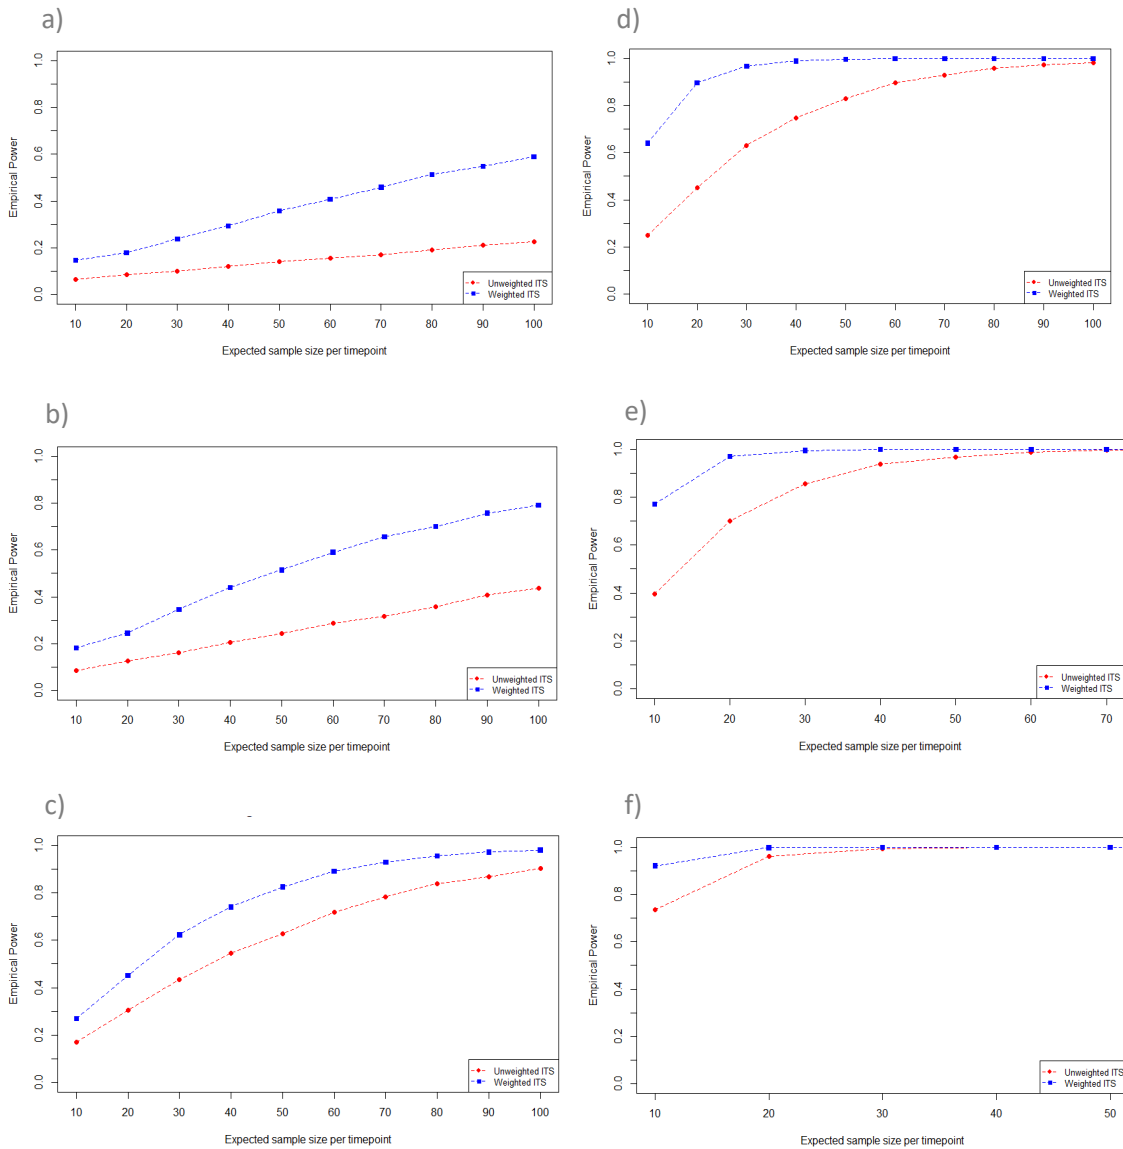 a)
Empirical Power
0.0 0.2 0.4 0.6 0.8 1.0
Unweighted ITS
Weighted ITS
10 20 30 40 50 60 70 80 90 100
Expected sample size per timepoint
d)
Empirical Power
0.0 0.2 0.4 0.6 0.8 1.0
Unweighted ITS
Weighted ITS
10 20 30 40 50 60 70 80 90 100
Expected sample size per timepoint
b)
Empirical Power
0.0 0.2 0.4 0.6 0.8 1.0
Unweighted ITS
Weighted ITS
10 20 30 40 50 60 70 80 90 100
Expected sample size per timepoint
e)
Empirical Power
0.0 0.2 0.4 0.6 0.8 1.0
Unweighted ITS
Weighted ITS
10 20 30 40 50 60 70
Expected sample size per timepoint
c)
Empirical Power
0.0 0.2 0.4 0.6 0.8 1.0
Unweighted ITS
Weighted ITS
10 20 30 40 50 60 70 80 90 100
Expected sample size per timepoint
f)
Empirical Power
0.0 0.2 0.4 0.6 0.8 1.0
Unweighted ITS
Weighted ITS
10 20 30 40 50
Expected sample size per timepoint